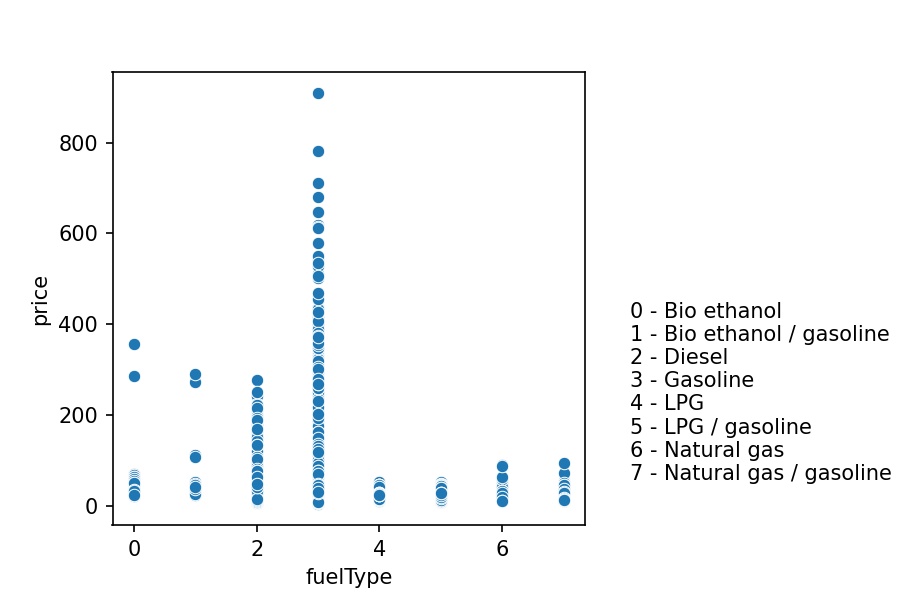 800
600
400
200
0
price
0
2
4
6
fuelType
0 - Bio ethanol
1 - Bio ethanol / gasoline
2 - Diesel
3 - Gasoline
4 - LPG
5 - LPG / gasoline
6 - Natural gas
7 - Natural gas / gasoline